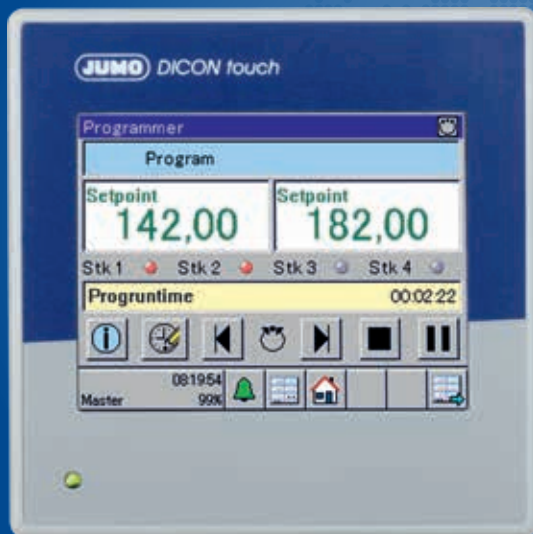 JUMO DICON touch
Programmer
Program
Setpoint Setpoint
142,00 182,00
Stk 1 Stk 2 Stk 3 Stk 4
Progruntime 00:02:22
08:19:54
Master 99%